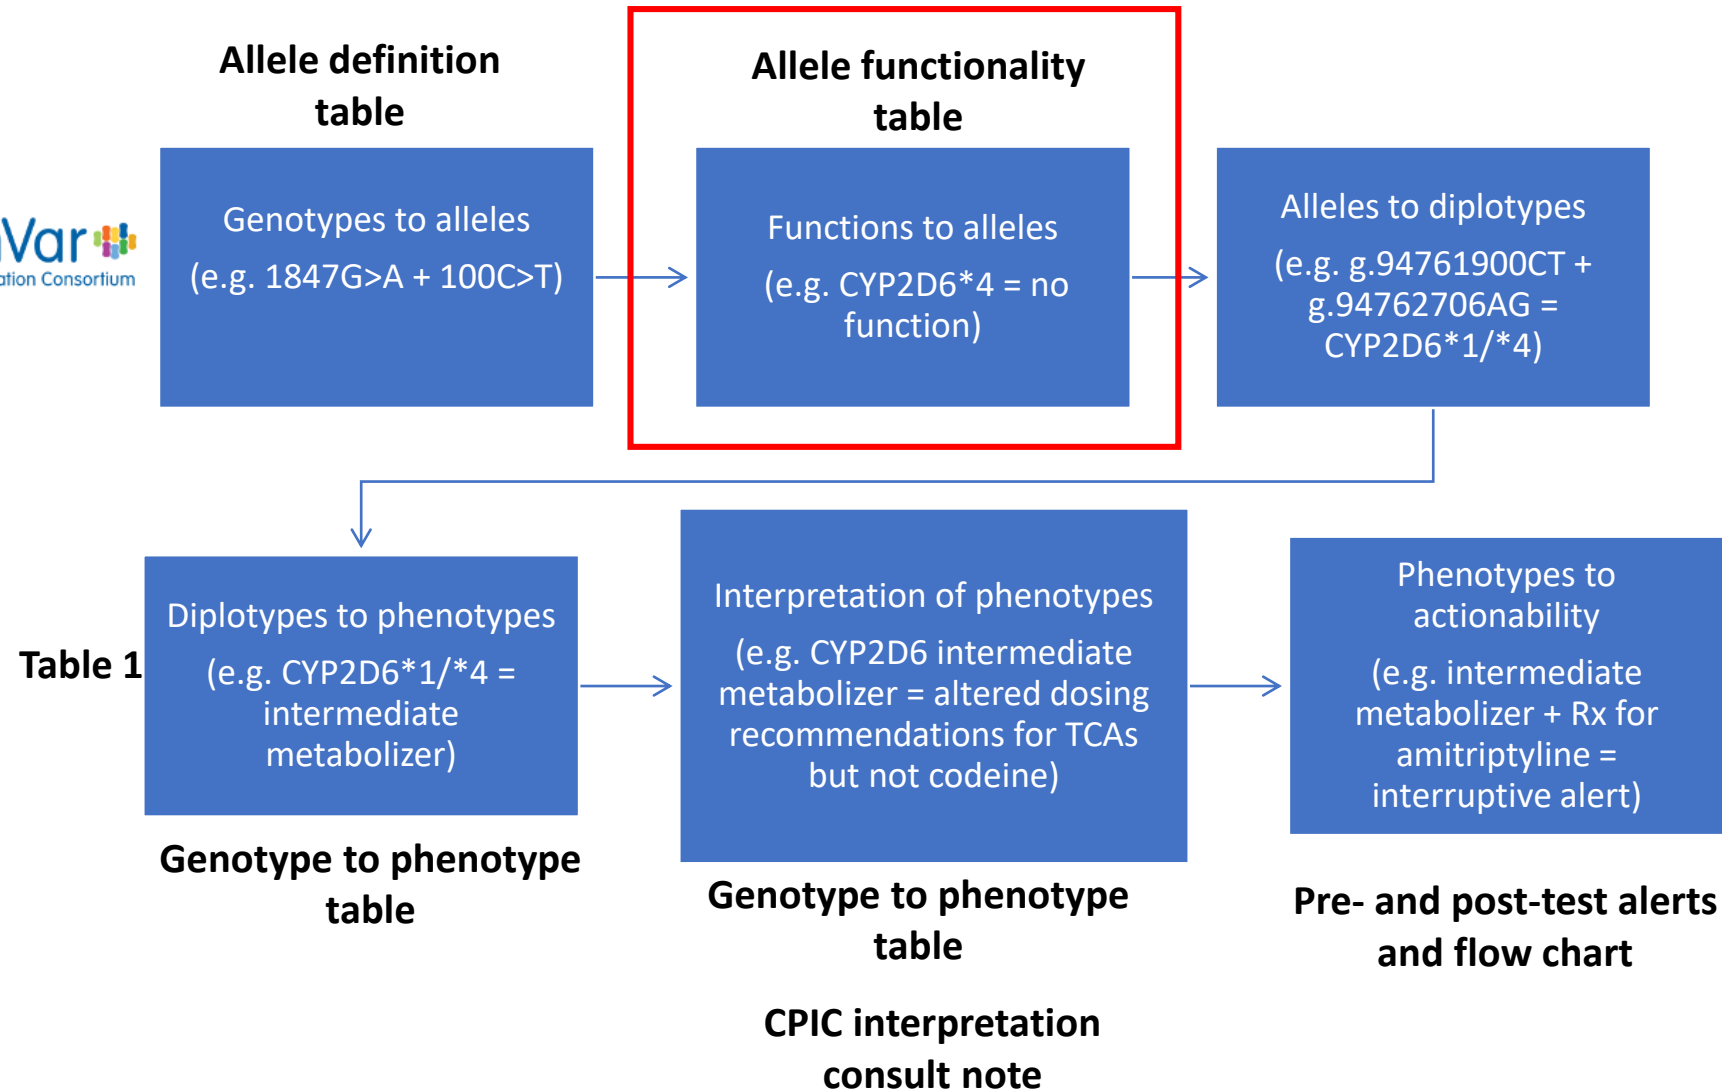 Allele definition
table
Allele functionality
table
Genotypes to alleles
(e.g. 1847G>A + 100C>T)
Functions to alleles
(e.g. CYP2D6*4 = no
function)
Alleles to diplotypes
(e.g. g.94761900CT +
g.94762706AG =
CYP2D6*1/*4)
Var
ation Consortium
Table 1
Diplotypes to phenotypes
(e.g. CYP2D6*1/*4 =
intermediate
metabolizer)
Interpretation of phenotypes
(e.g. CYP2D6 intermediate
metabolizer = altered dosing
recommendations for TCAs
but not codeine)
Phenotypes to
actionability
(e.g. intermediate
metabolizer + Rx for
amitriptyline =
interruptive alert)
Genotype to phenotype
table
Genotype to phenotype
table
Pre- and post-test alerts
and flow chart
CPIC interpretation
consult note